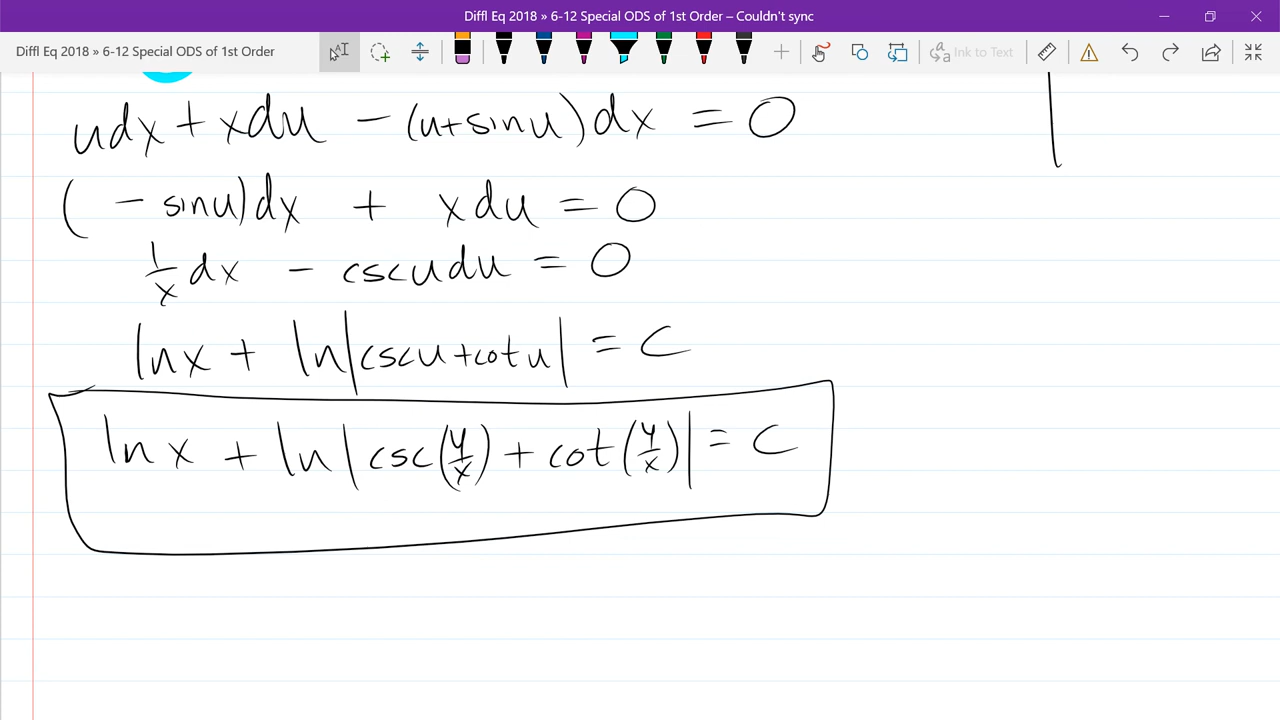 Diffl Eq 2018 » 6-12 Special ODS of 1st Order – Couldn't sync
Diffl Eq 2018 » 6-12 Special ODS of 1st Order
Ink to Text
udx + xdu - (u+sinu)dx = 0
( - sinu)dx + xdu = 0
1/x dx - cscudu = 0
lnx + ln|cscu+cotu| = C
lnx + ln|csc(y/x) + cot(y/x)| = C